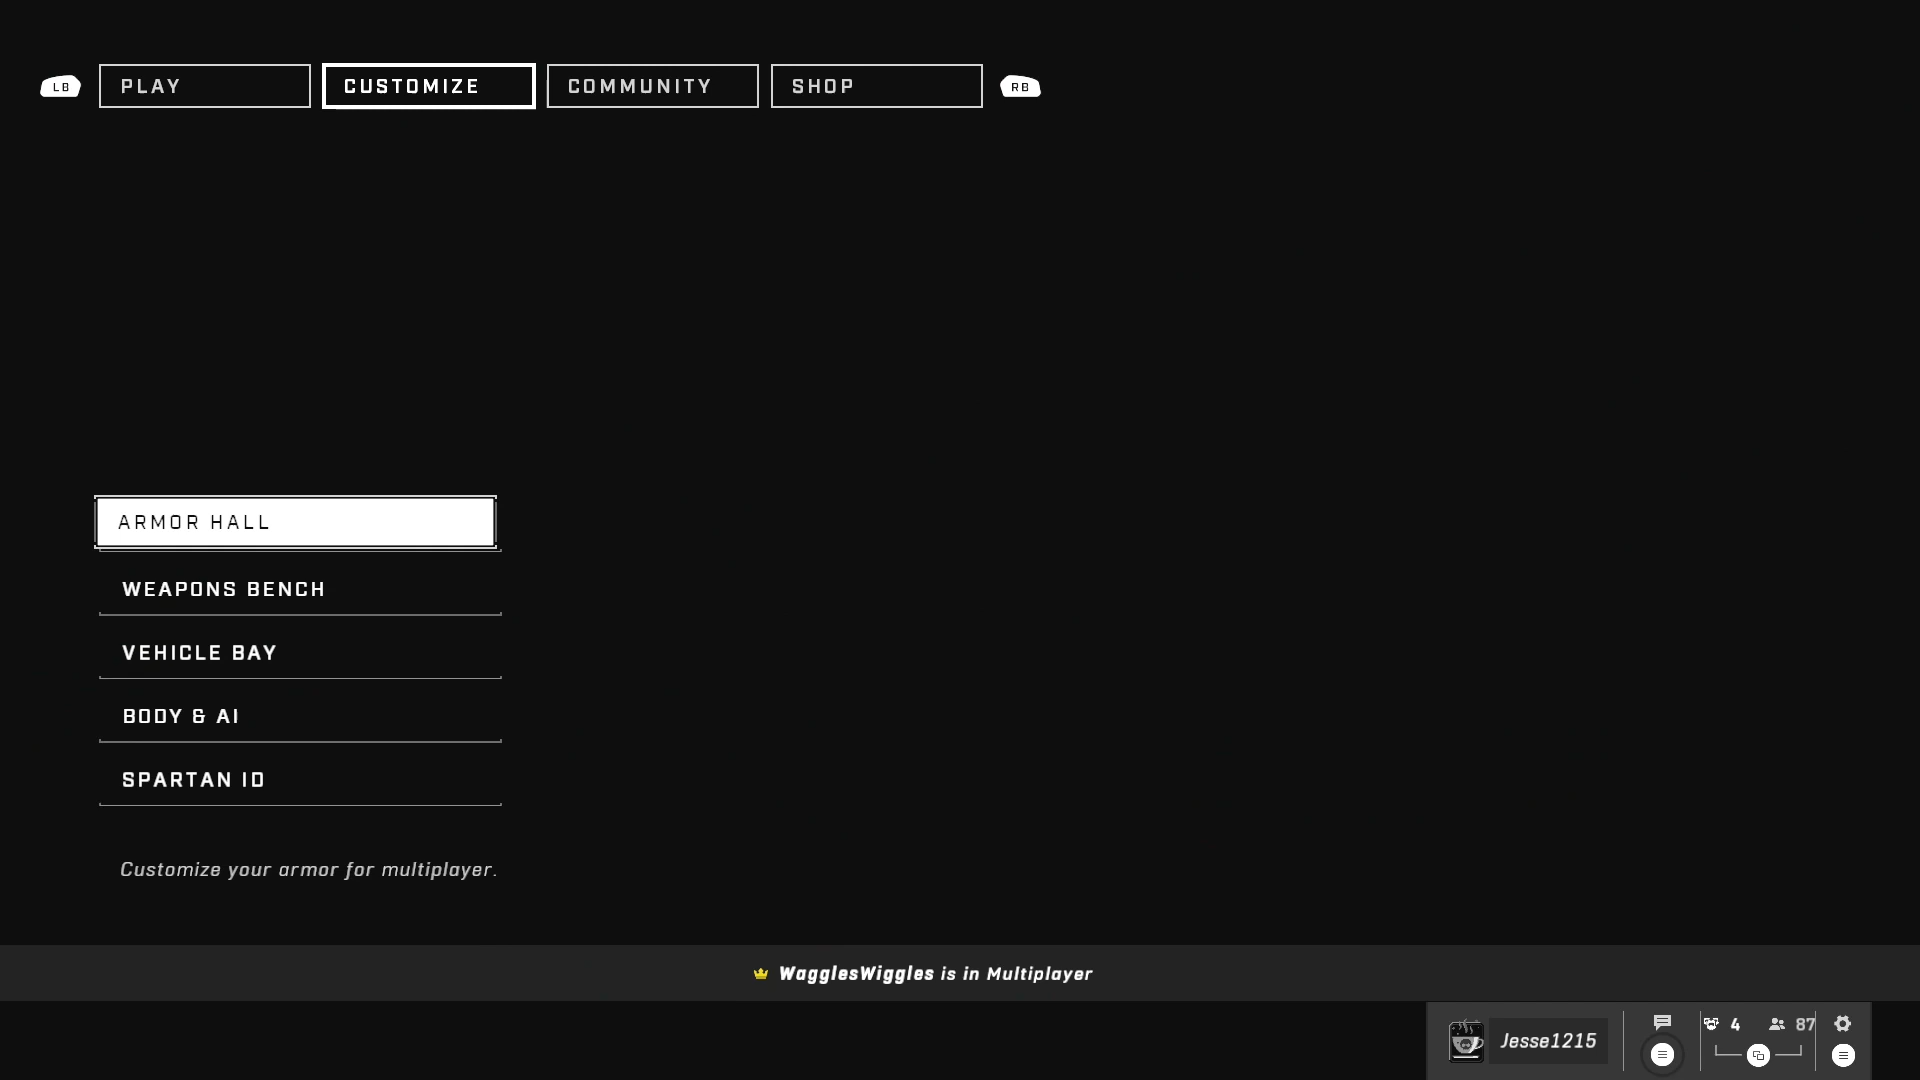 LB
PLAY
CUSTOMIZE
COMMUNITY
SHOP
RB
ARMOR HALL
WEAPONS BENCH
VEHICLE BAY
BODY & AI
SPARTAN ID
Customize your armor for multiplayer.
WagglesWiggles is in Multiplayer
Jesse1215
4
87